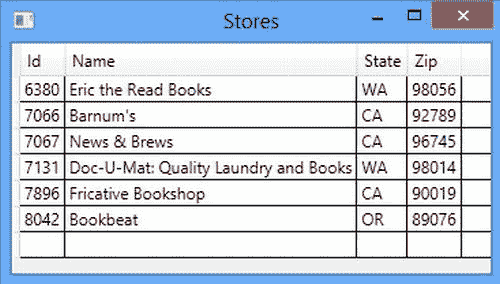 Stores
Id Name State Zip
6380 Eric the Read Books WA 98056
7066 Barnum's CA 92789
7067 News & Brews CA 96745
7131 Doc-U-Mat: Quality Laundry and Books WA 98014
7896 Fricative Bookshop CA 90019
8042 Bookbeat OR 89076